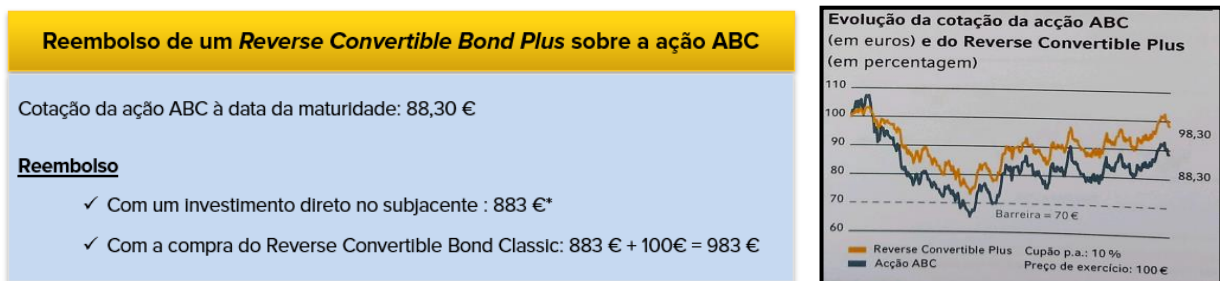 Reembolso de um Reverse Convertible Bond Plus sobre a ação ABC
Cotação da ação ABC à data da maturidade: 88,30 €
Reembolso
✓ Com um investimento direto no subjacente : 883 €*
✓ Com a compra do Reverse Convertible Bond Classic: 883 € + 100€ = 983 €
Evolução da cotação da acção ABC
(em euros) e do Reverse Convertible Plus
(em percentagem)
110
100
90
80
70
60
98,30
88,30
Barreira = 70 €
Reverse Convertible Plus Cupão p.a.: 10 %
Acção ABC Preço de exercício: 100 €